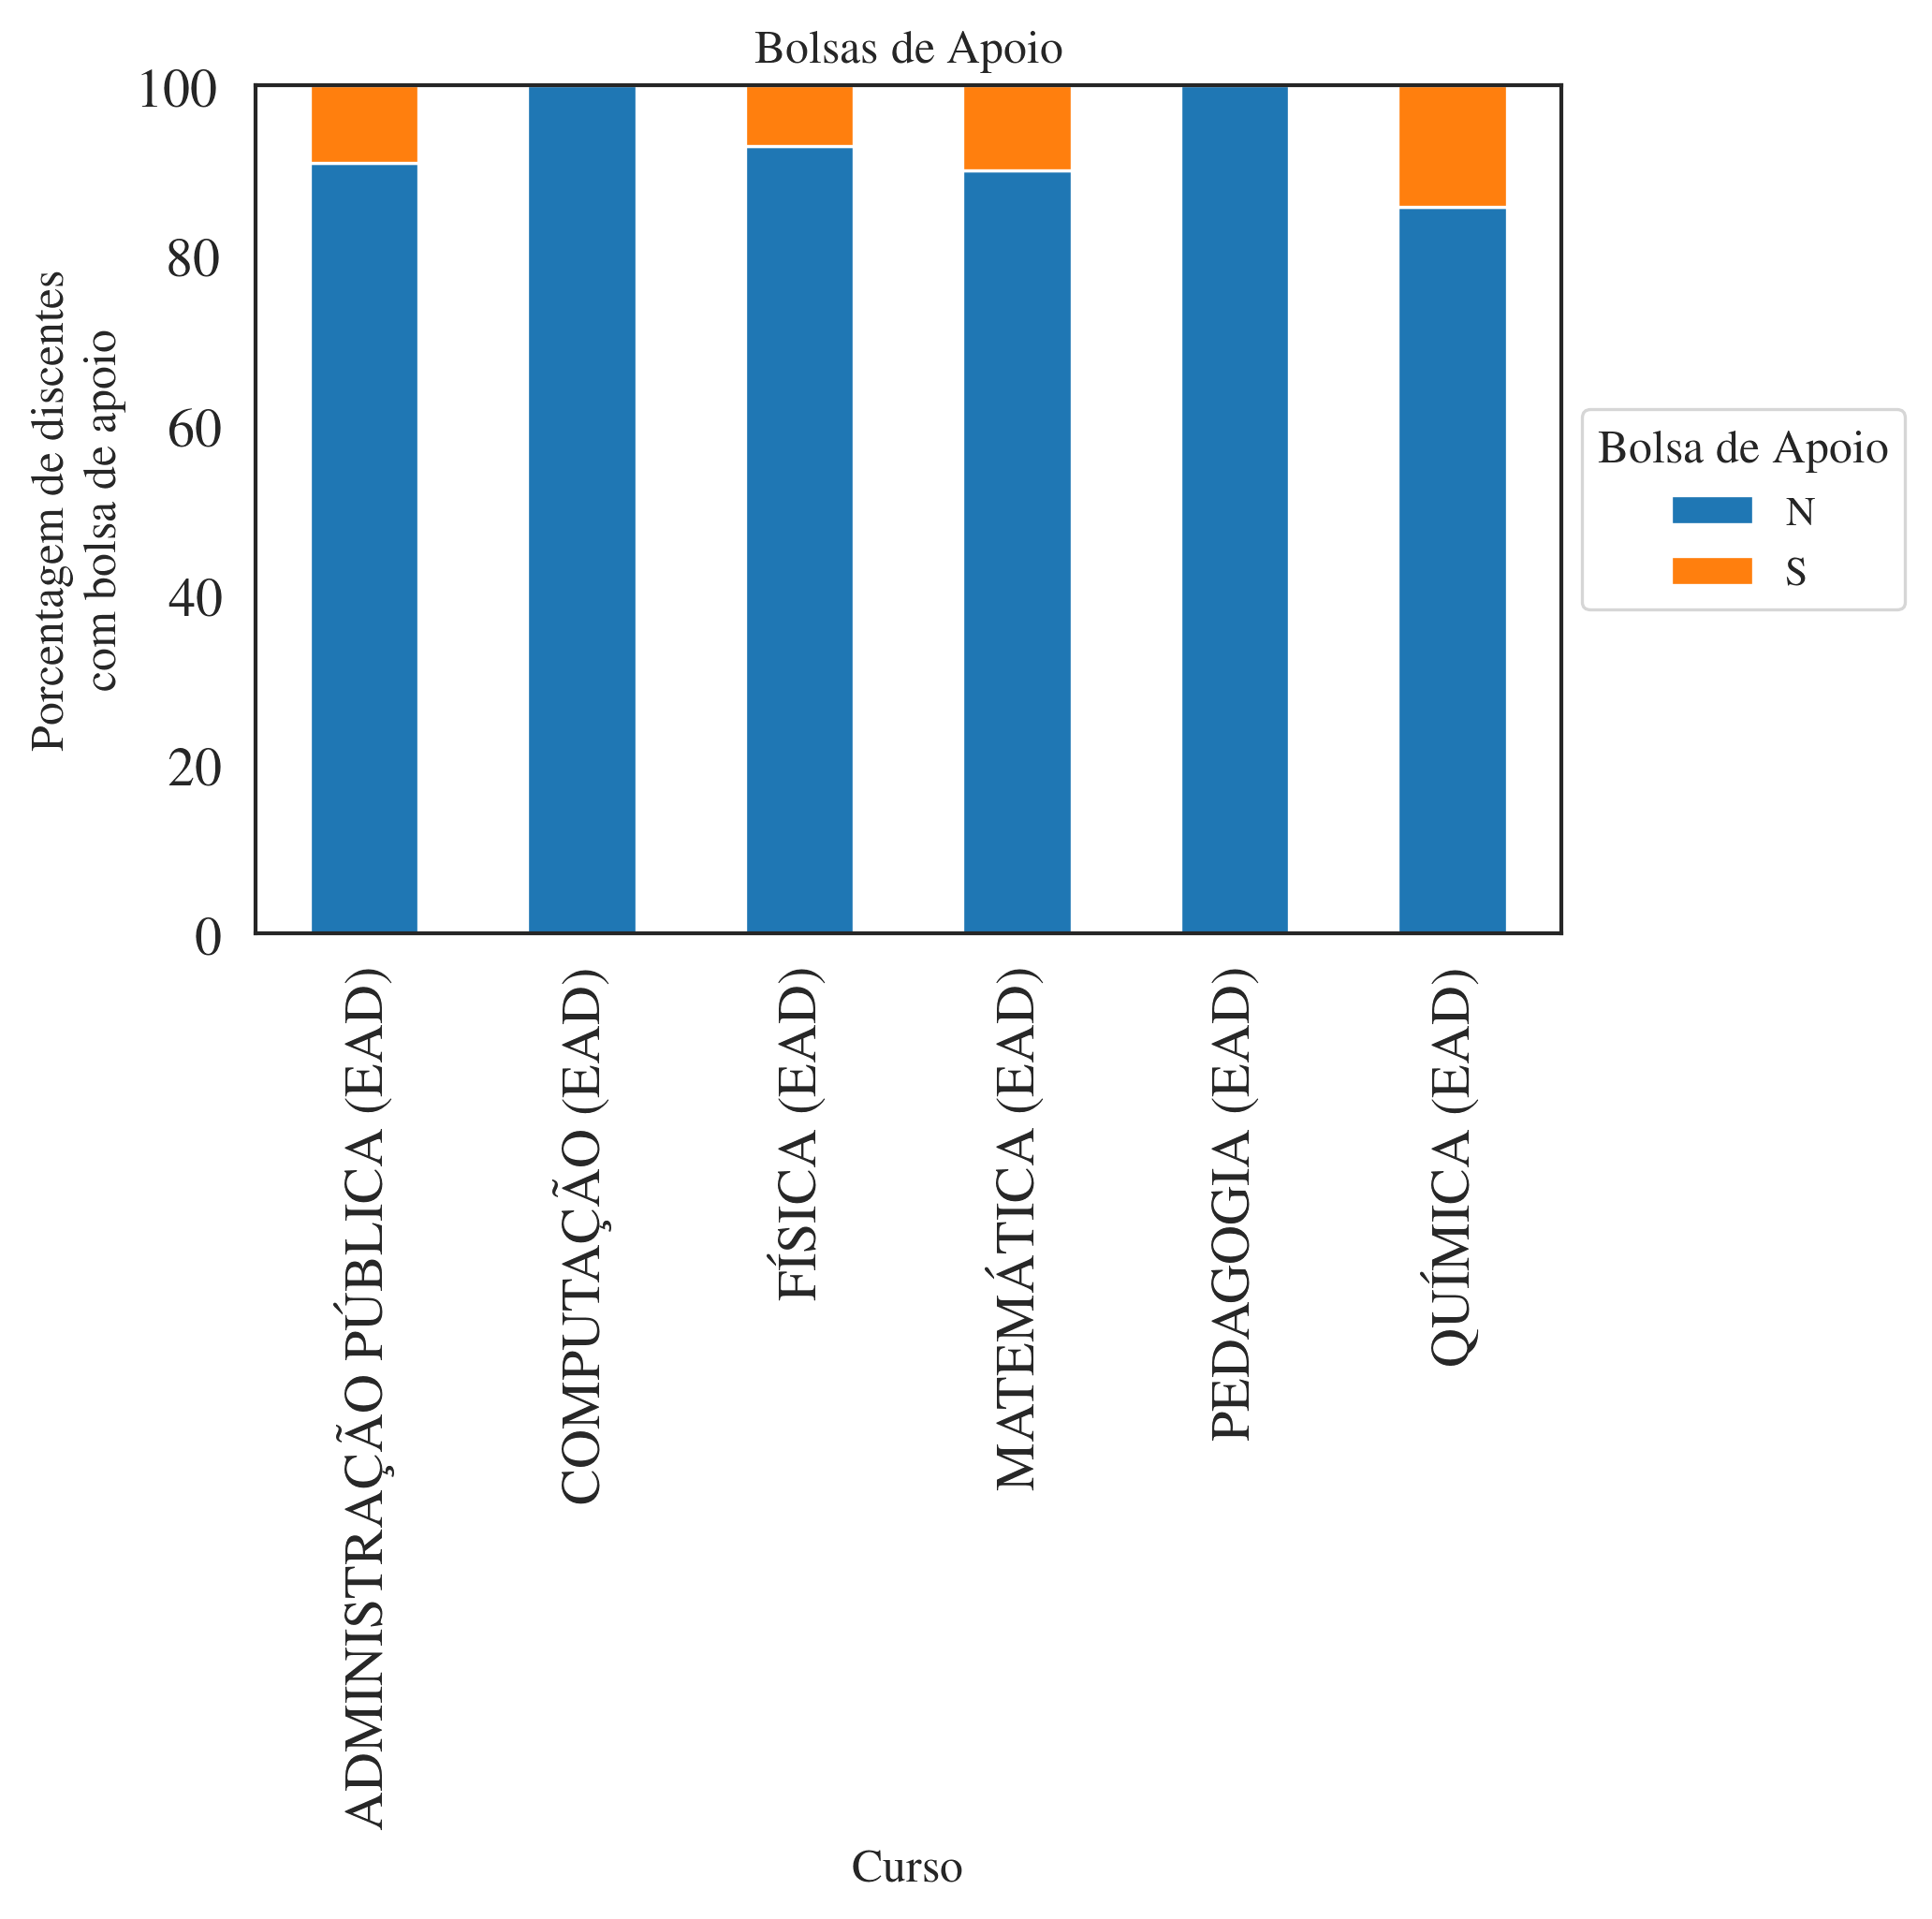 Bolsas de Apoio
100
80
60
40
20
0
Porcentagem de discentes
com bolsa de apoio
Bolsa de Apoio
N
S
ADMINISTRAÇÃO PÚBLICA (EAD)
COMPUTAÇÃO (EAD)
FÍSICA (EAD)
MATEMÁTICA (EAD)
PEDAGOGIA (EAD)
QUÍMICA (EAD)
Curso